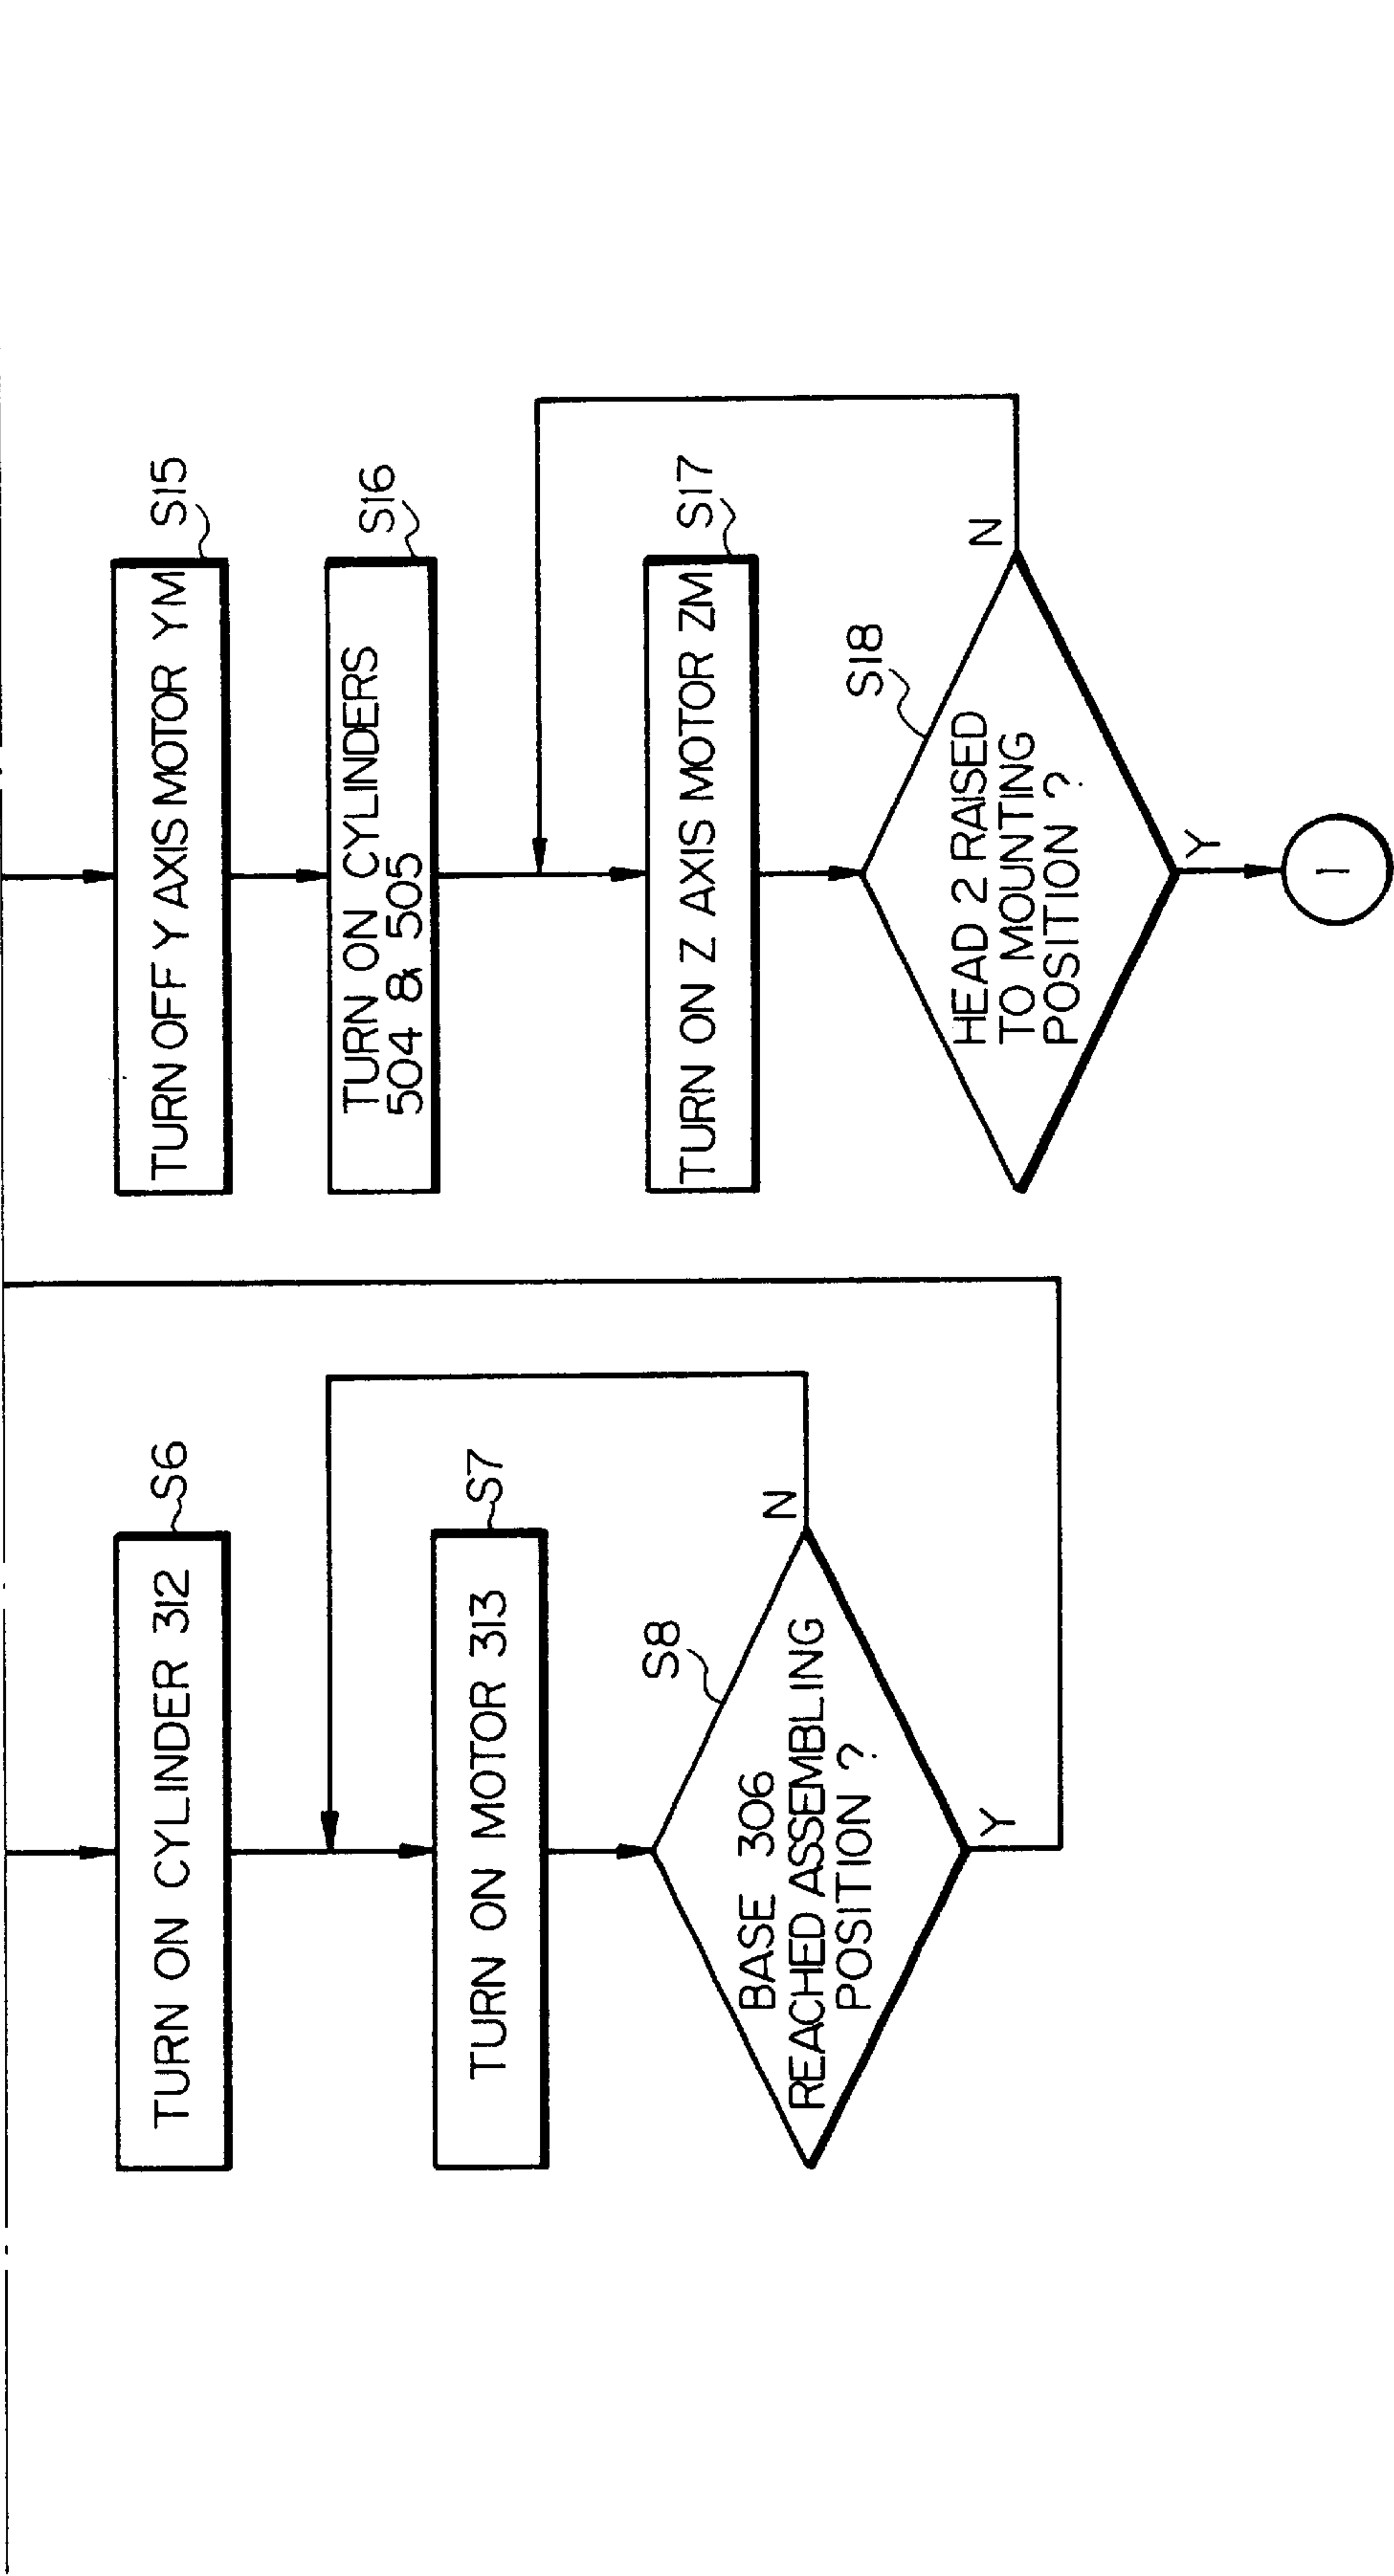 TURN ON CYLINDER 312
S6
TURN ON MOTOR 313
S7
S8
BASE 306
REACHED ASSEMBLING
POSITION ?
N
Y
TURN OFF Y AXIS MOTOR YM
S15
TURN ON CYLINDERS
504 & 505
S16
TURN ON Z AXIS MOTOR ZM
S17
S18
HEAD 2 RAISED
TO MOUNTING
POSITION ?
N
Y
1